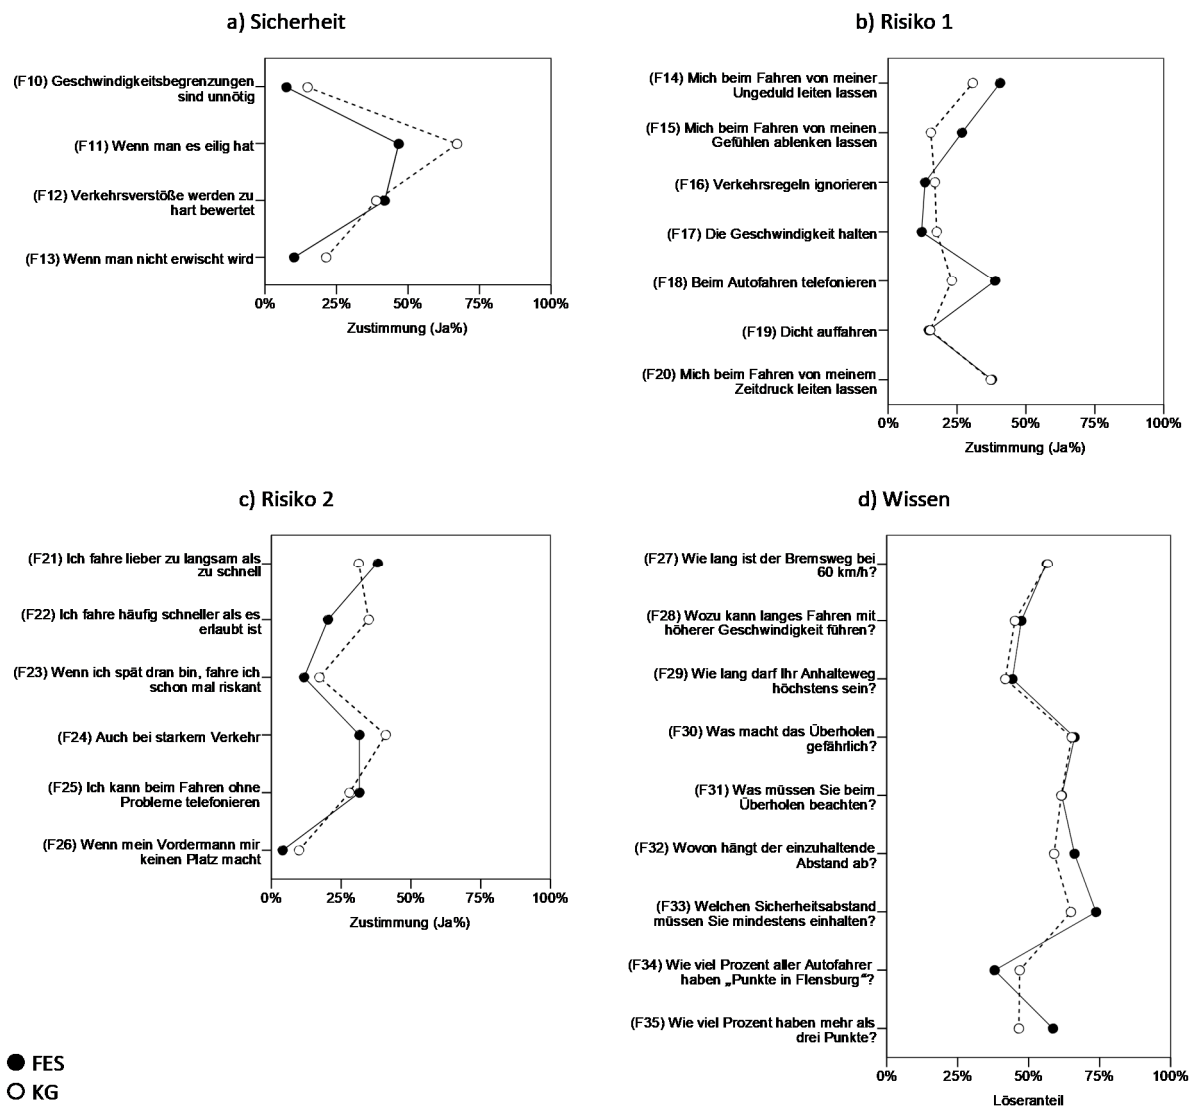 a) Sicherheit
(F10) Geschwindigkeitsbegrenzungen
sind unnötig
(F11) Wenn man es eilig hat
(F12) Verkehrsverstöße werden zu
hart bewertet
(F13) Wenn man nicht erwischt wird
0% 25% 50% 75% 100%
Zustimmung (Ja%)
b) Risiko 1
(F14) Mich beim Fahren von meiner
Ungeduld leiten lassen
(F15) Mich beim Fahren von meinen
Gefühlen ablenken lassen
(F16) Verkehrsregeln ignorieren
(F17) Die Geschwindigkeit halten
(F18) Beim Autofahren telefonieren
(F19) Dicht auffahren
(F20) Mich beim Fahren von meinem
Zeitdruck leiten lassen
0% 25% 50% 75% 100%
Zustimmung (Ja%)
c) Risiko 2
(F21) Ich fahre lieber zu langsam als
zu schnell
(F22) Ich fahre häufig schneller als es
erlaubt ist
(F23) Wenn ich spät dran bin, fahre ich
schon mal riskant
(F24) Auch bei starkem Verkehr
(F25) Ich kann beim Fahren ohne
Probleme telefonieren
(F26) Wenn mein Vordermann mir
keinen Platz macht
0% 25% 50% 75% 100%
Zustimmung (Ja%)
d) Wissen
(F27) Wie lang ist der Bremsweg bei
60 km/h?
(F28) Wozu kann langes Fahren mit
höherer Geschwindigkeit führen?
(F29) Wie lang darf Ihr Anhalteweg
höchstens sein?
(F30) Was macht das Überholen
gefährlich?
(F31) Was müssen Sie beim
Überholen beachten?
(F32) Wovon hängt der einzuhaltende
Abstand ab?
(F33) Welchen Sicherheitsabstand
müssen Sie mindestens einhalten?
(F34) Wie viel Prozent aller Autofahrer
haben „Punkte in Flensburg“?
(F35) Wie viel Prozent haben mehr als
drei Punkte?
0% 25% 50% 75% 100%
Löseranteil
FES
KG